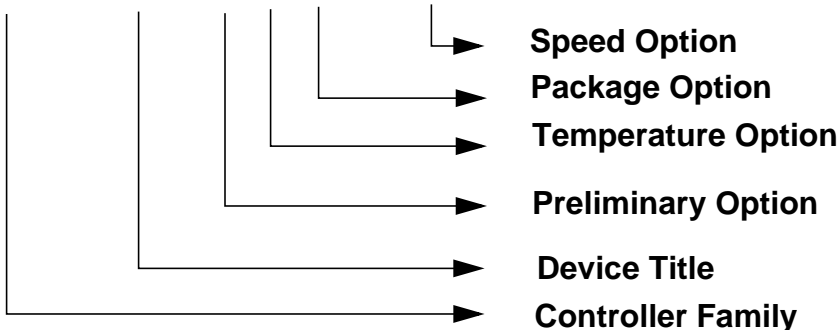 Speed Option
Package Option
Temperature Option
Preliminary Option
Device Title
Controller Family